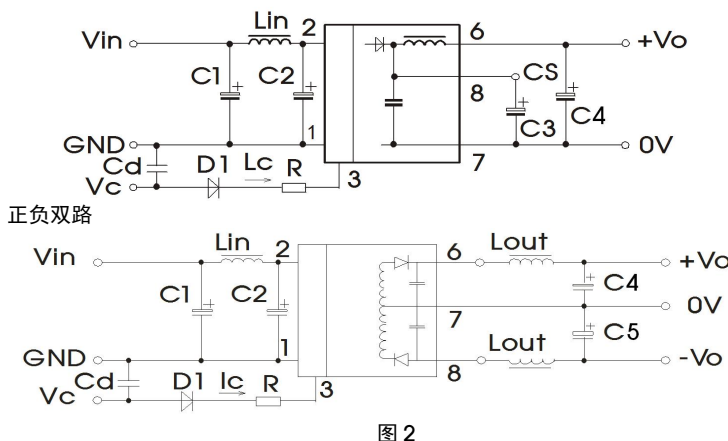 Lin
Vin 2 6 +Vo
C1 C2 8 CS C4
C3
GND 1 7 0V
Cd D1 Lc R 3
Vc
正负双路
Lin
Vin 2 6 Lout +Vo
C1 C2 C4
7 0V
C5
GND 1 8 Lout -Vo
Cd D1 Ic R 3
Vc
图 2